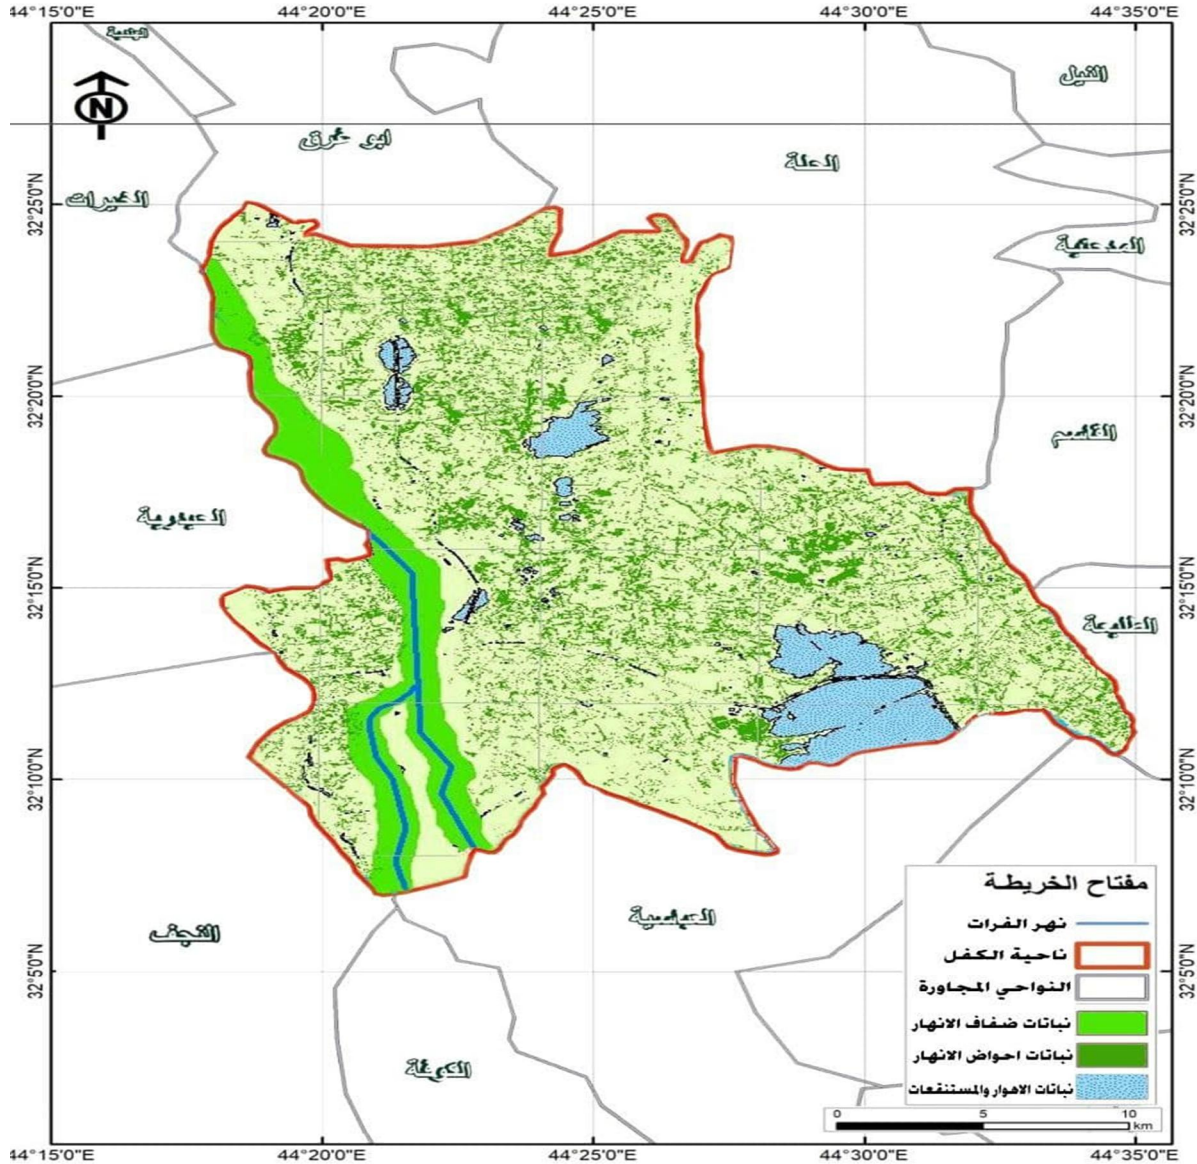 44°15'0"E 44°20'0"E 44°25'0"E 44°30'0"E 44°35'0"E
النيل
N
ابو غرق
الحلة
الخيرات
32°25'0"N 32°25'0"N
المدحتية
32°20'0"N 32°20'0"N
القاسم
الحيدرية
32°15'0"N 32°15'0"N
الطليعة
32°10'0"N 32°10'0"N
مفتاح الخريطة
نهر الفرات
ناحية الكفل
النواحي المجاورة
نباتات ضفاف الانهار
نباتات احواض الانهار
نباتات الاهوار والمستنقعات
العباسية
النجف
32°5'0"N 32°5'0"N
الكوفة
0 5 10
km
44°15'0"E 44°20'0"E 44°25'0"E 44°30'0"E 44°35'0"E